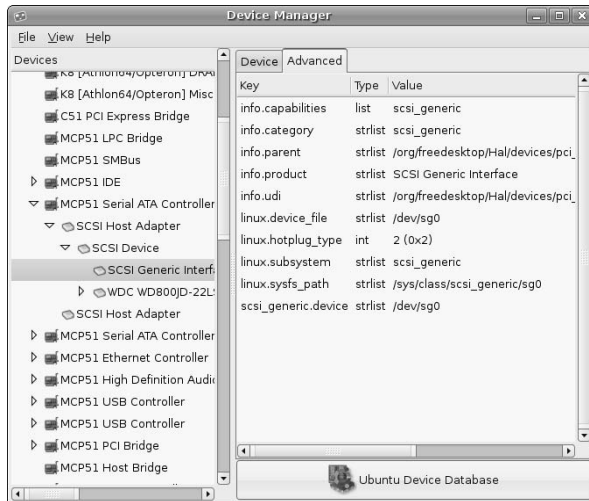 Device Manager
File View Help
Devices
K8 [Athlon64/Opteron] DRA
K8 [Athlon64/Opteron] Misc
C51 PCI Express Bridge
MCP51 LPC Bridge
MCP51 SMBus
MCP51 IDE
MCP51 Serial ATA Controller
SCSI Host Adapter
SCSI Device
SCSI Generic Interfa
WDC WD800JD-22L
SCSI Host Adapter
MCP51 Serial ATA Controller
MCP51 Ethernet Controller
MCP51 High Definition Audi
MCP51 USB Controller
MCP51 USB Controller
MCP51 PCI Bridge
MCP51 Host Bridge
Device Advanced
Key Type Value
info.capabilities list scsi_generic
info.category strlist scsi_generic
info.parent strlist /org/freedesktop/Hal/devices/pci_
info.product strlist SCSI Generic Interface
info.udi strlist /org/freedesktop/Hal/devices/pci_
linux.device_file strlist /dev/sg0
linux.hotplug_type int 2 (0x2)
linux.subsystem strlist scsi_generic
linux.sysfs_path strlist /sys/class/scsi_generic/sg0
scsi_generic.device strlist /dev/sg0
Ubuntu Device Database